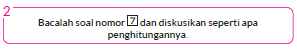 2
Bacalah soal nomor 7 dan diskusikan seperti apa
penghitungannya.